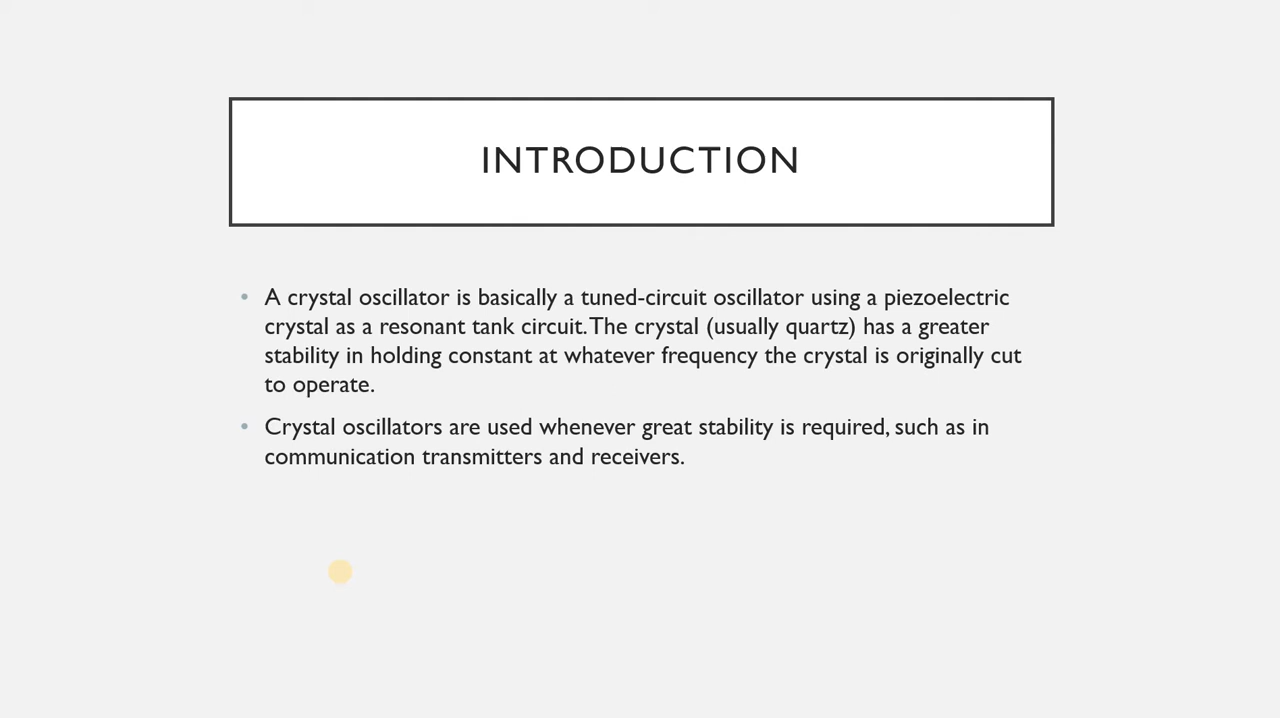 INTRODUCTION
• A crystal oscillator is basically a tuned-circuit oscillator using a piezoelectric
crystal as a resonant tank circuit. The crystal (usually quartz) has a greater
stability in holding constant at whatever frequency the crystal is originally cut
to operate.
• Crystal oscillators are used whenever great stability is required, such as in
communication transmitters and receivers.